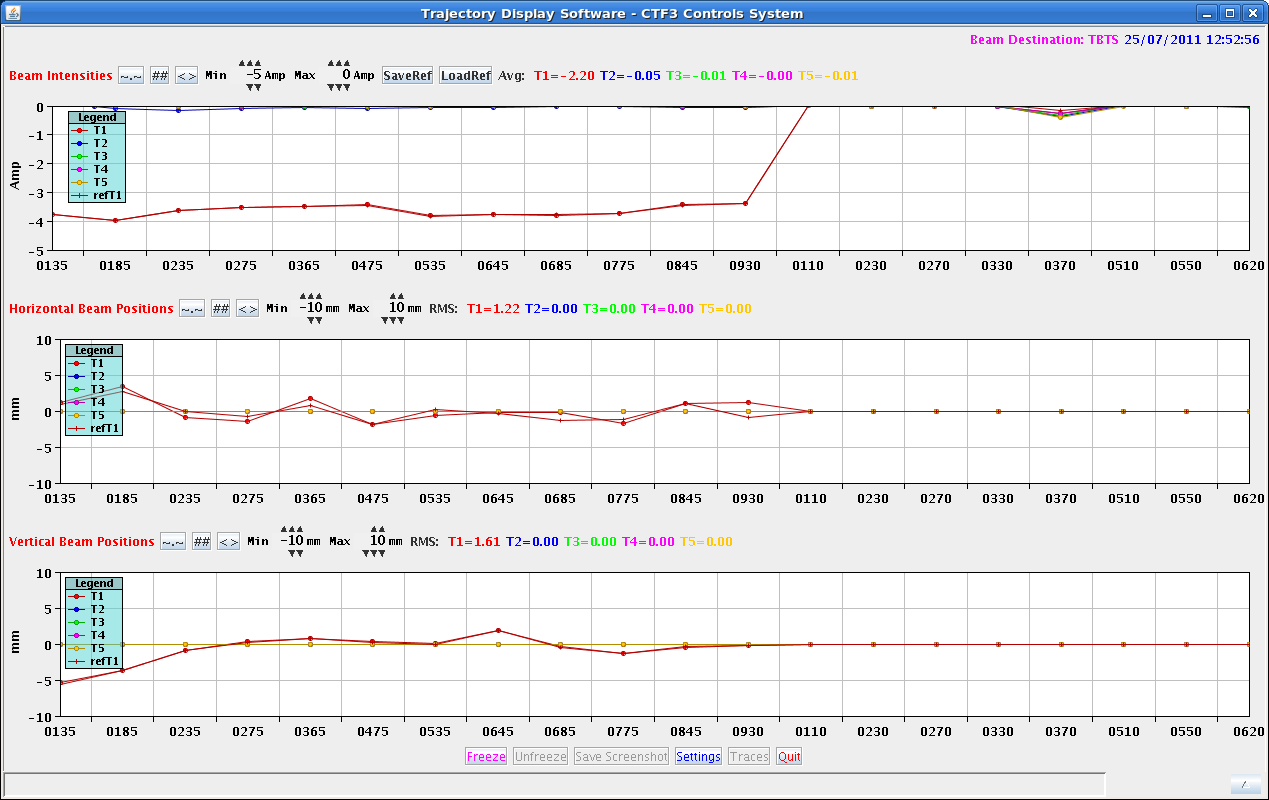 Trajectory Display Software - CTF3 Controls System
Beam Destination: TBTS 25/07/2011 12:52:56
Beam Intensities ~.~ ## <> Min -5 Amp Max 0 Amp SaveRef LoadRef Avg: T1=-2.20 T2=-0.05 T3=-0.01 T4=-0.00 T5=-0.01
Legend
T1
T2
T3
T4
T5
refT1
Amp
0
-1
-2
-3
-4
-5
0135 0185 0235 0275 0365 0475 0535 0645 0685 0775 0845 0930 0110 0230 0270 0330 0370 0510 0550 0620
Horizontal Beam Positions ~.~ ## <> Min -10 mm Max 10 mm RMS: T1=1.22 T2=0.00 T3=0.00 T4=0.00 T5=0.00
Legend
T1
T2
T3
T4
T5
refT1
mm
10
5
0
-5
-10
0135 0185 0235 0275 0365 0475 0535 0645 0685 0775 0845 0930 0110 0230 0270 0330 0370 0510 0550 0620
Vertical Beam Positions ~.~ ## <> Min -10 mm Max 10 mm RMS: T1=1.61 T2=0.00 T3=0.00 T4=0.00 T5=0.00
Legend
T1
T2
T3
T4
T5
refT1
mm
10
5
0
-5
-10
0135 0185 0235 0275 0365 0475 0535 0645 0685 0775 0845 0930 0110 0230 0270 0330 0370 0510 0550 0620
Freeze Unfreeze Save Screenshot Settings Traces Quit